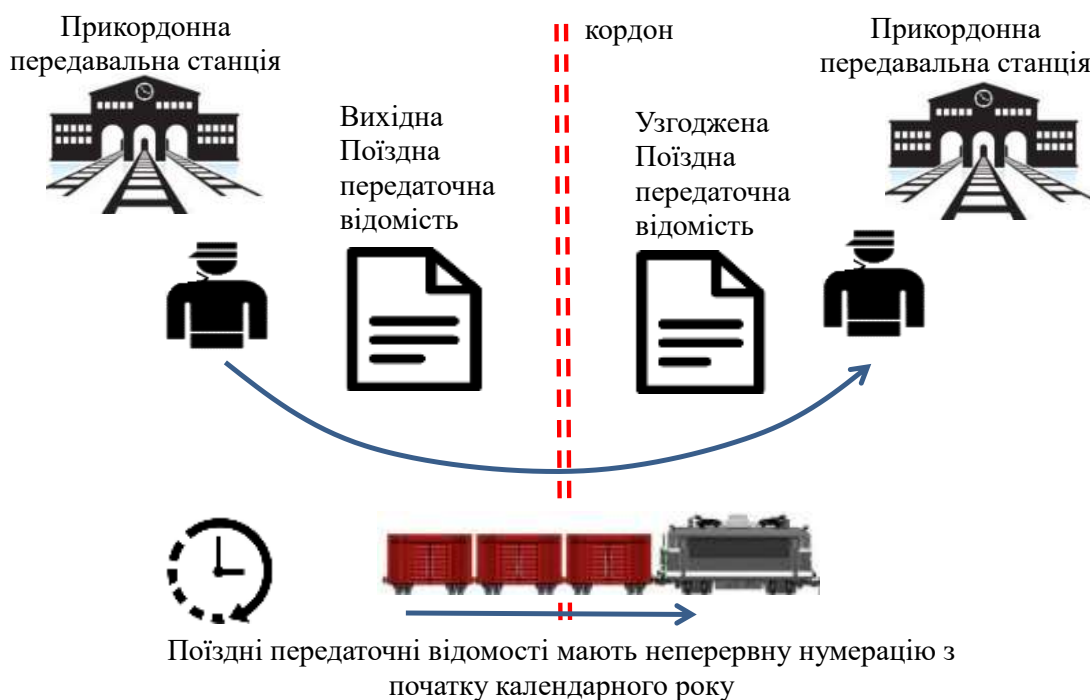 Прикордонна
передавальна станція
кордон
Прикордонна
передавальна станція
Вихідна
Поїздна
передаточна
відомість
Узгоджена
Поїздна
передаточна
відомість
Поїздні передаточні відомості мають неперервну нумерацію з
початку календарного року